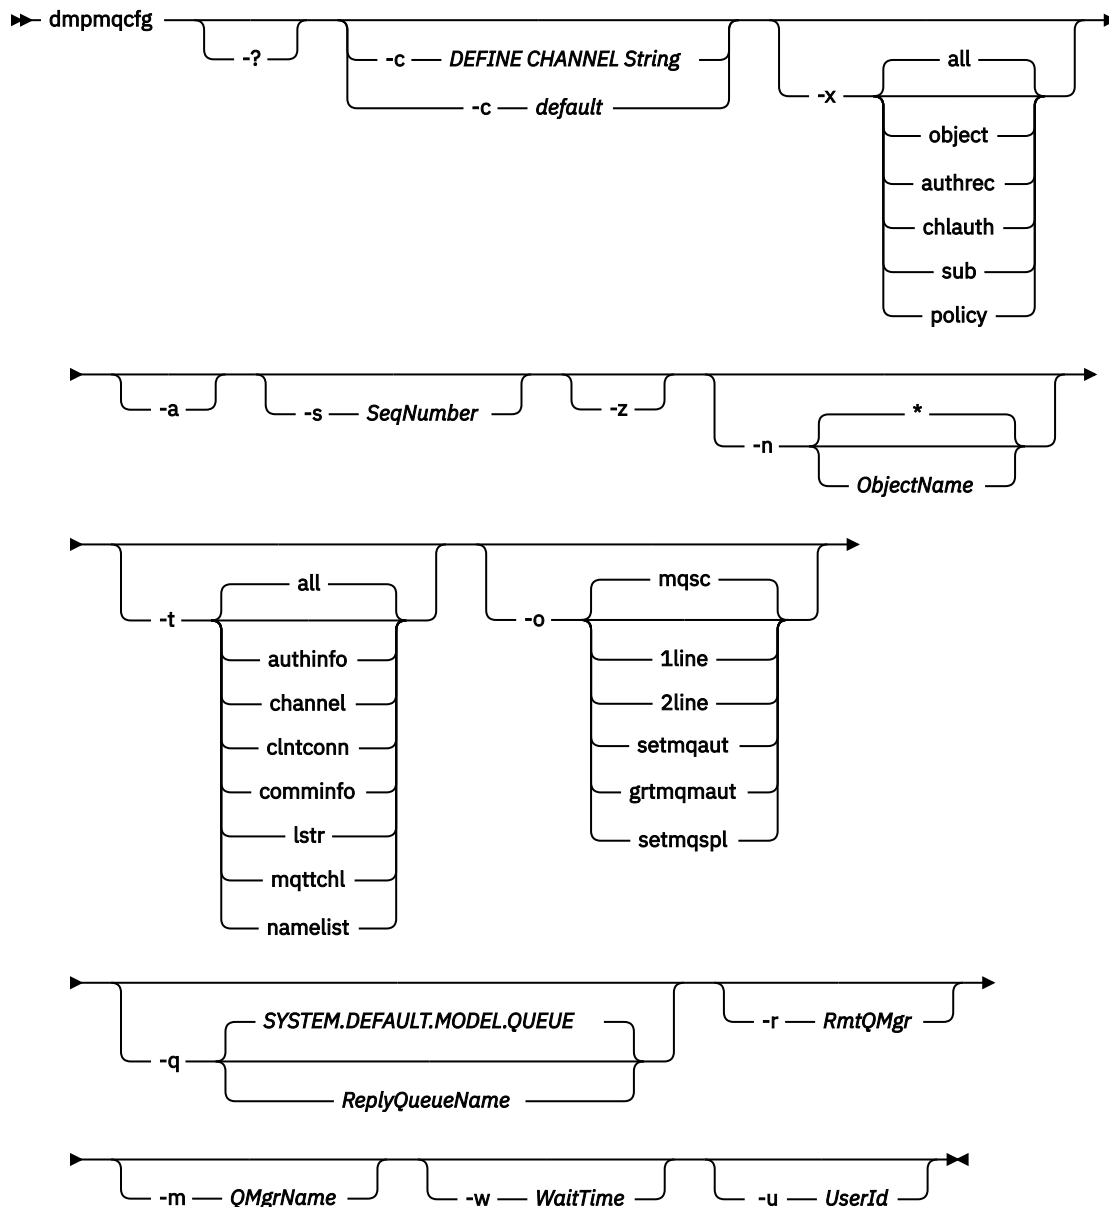 dmpmqcfg
-?
-c DEFINE CHANNEL String
-c default
-x
all
object
authrec
chlauth
sub
policy
-a
-s SeqNumber
-z
-n
*
ObjectName
-t
all
authinfo
channel
clntconn
comminfo
lstr
mqttchl
namelist
-o
mqsc
1line
2line
setmqaut
grtmqmaut
setmqspl
-q
SYSTEM.DEFAULT.MODEL.QUEUE
ReplyQueueName
-r RmtQMgr
-m QMgrName
-w WaitTime
-u UserId